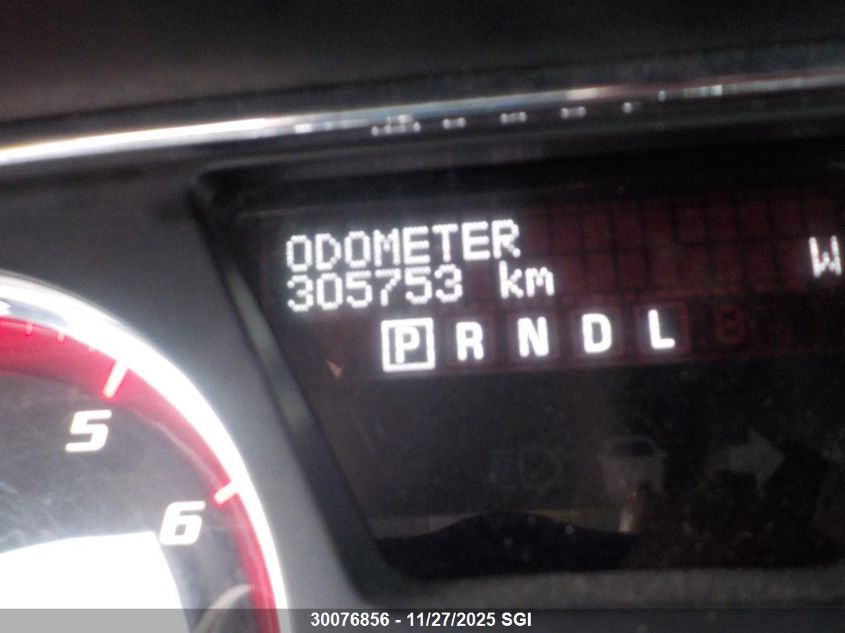 ODOMETER
305753 km
W
P R N D L
5
6
30076856 - 11/27/2025 SGI